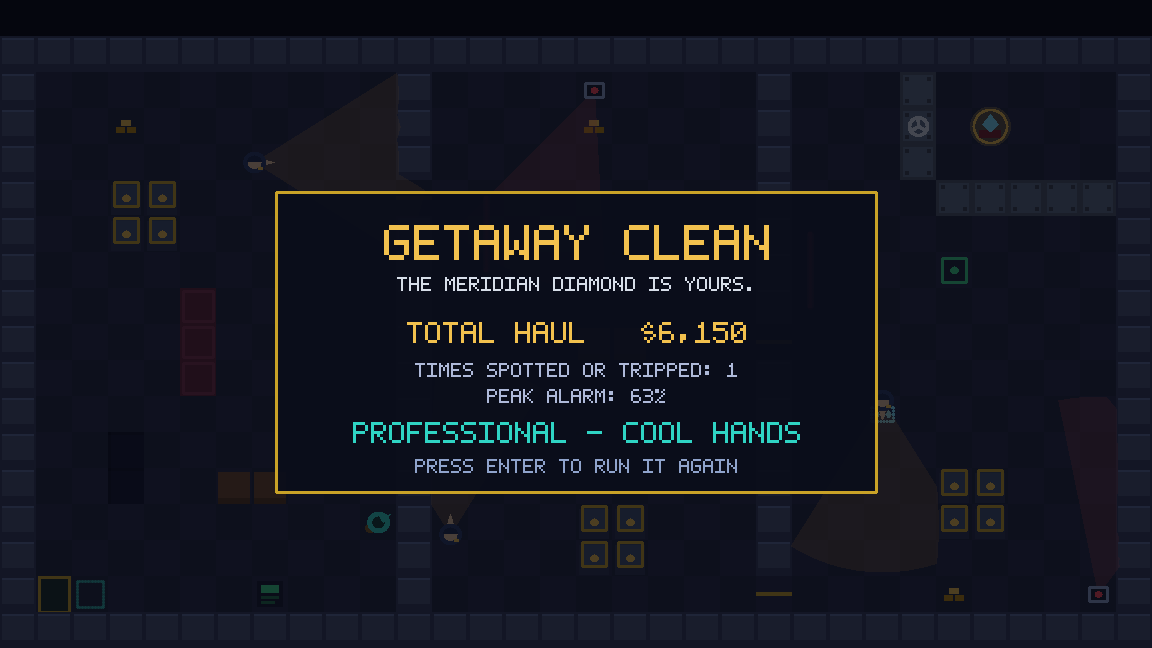 GETAWAY CLEAN
THE MERIDIAN DIAMOND IS YOURS.
TOTAL HAUL $6,150
TIMES SPOTTED OR TRIPPED: 1
PEAK ALARM: 63%
PROFESSIONAL - COOL HANDS
PRESS ENTER TO RUN IT AGAIN